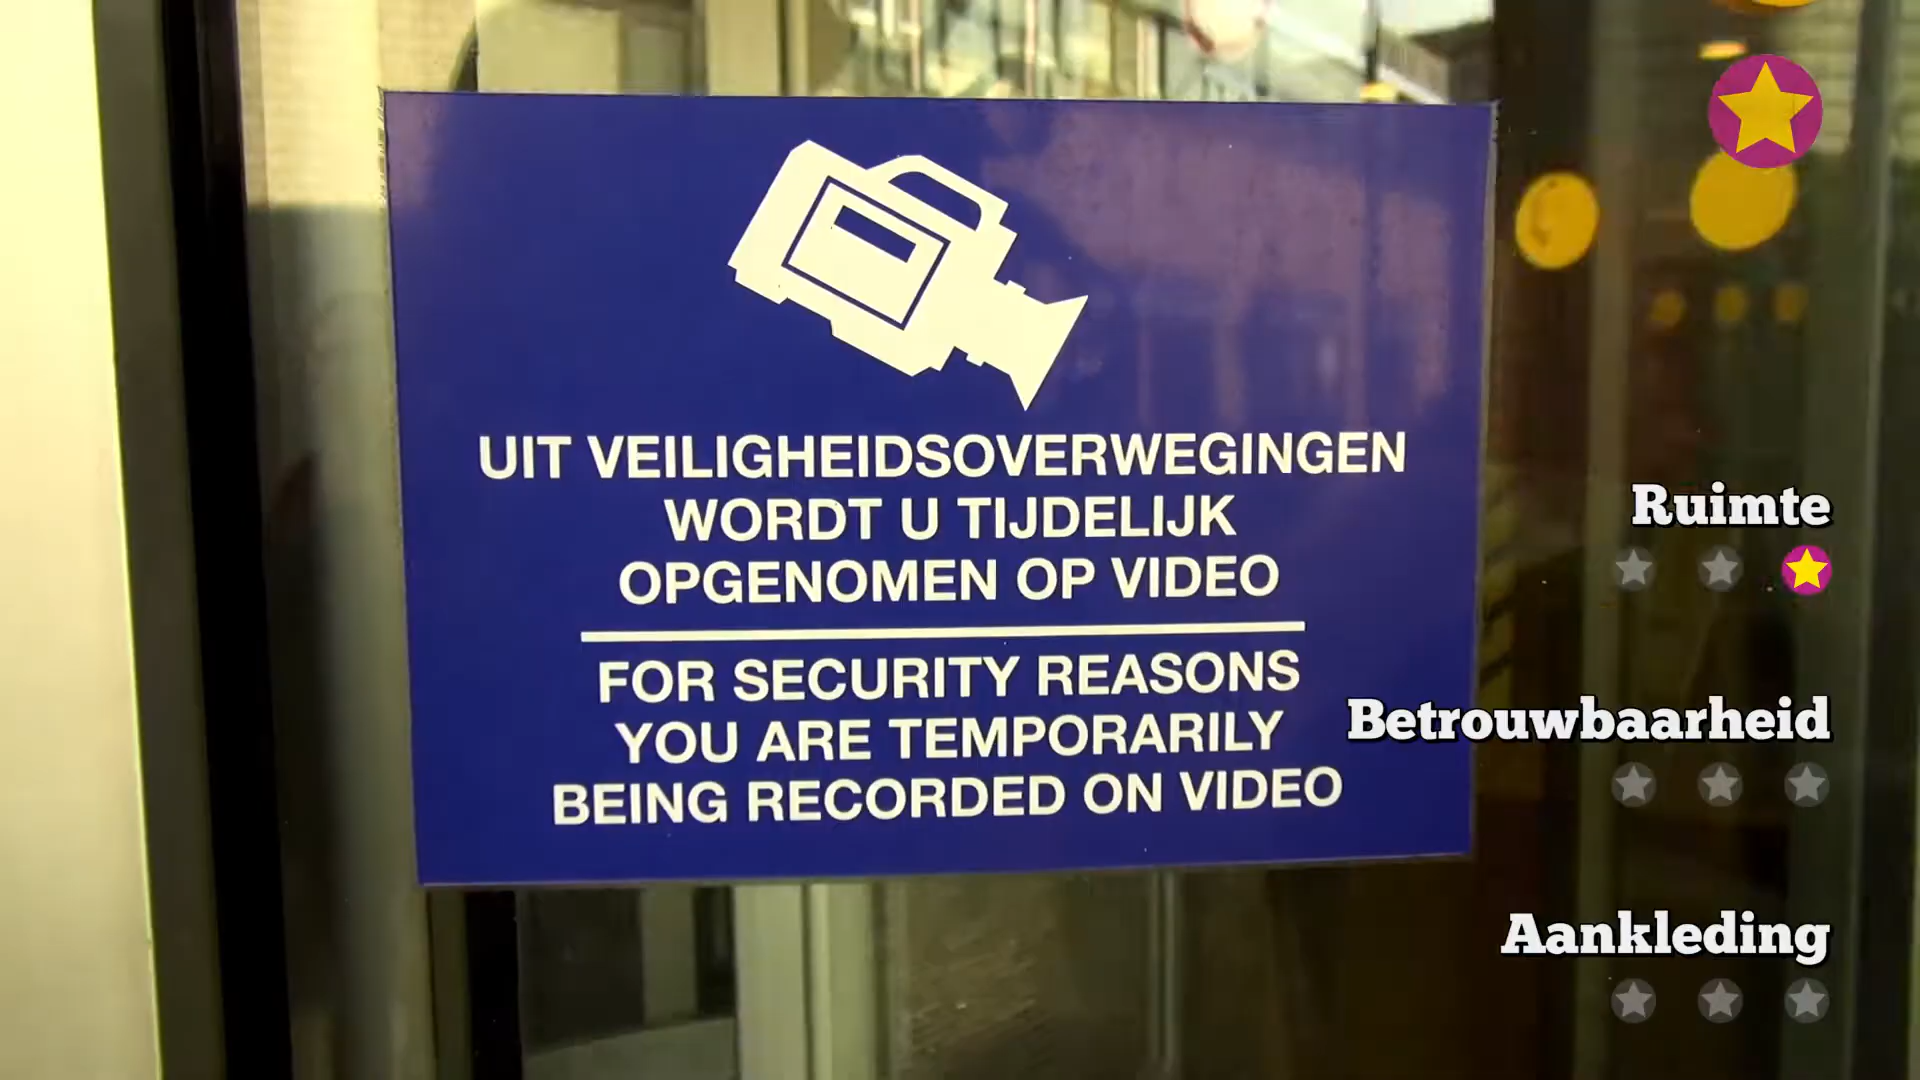 UIT VEILIGHEIDSOVERWEGINGEN
WORDT U TIJDELIJK
OPGENOMEN OP VIDEO
FOR SECURITY REASONS
YOU ARE TEMPORARILY
BEING RECORDED ON VIDEO
Ruimte
Betrouwbaarheid
Aankleding